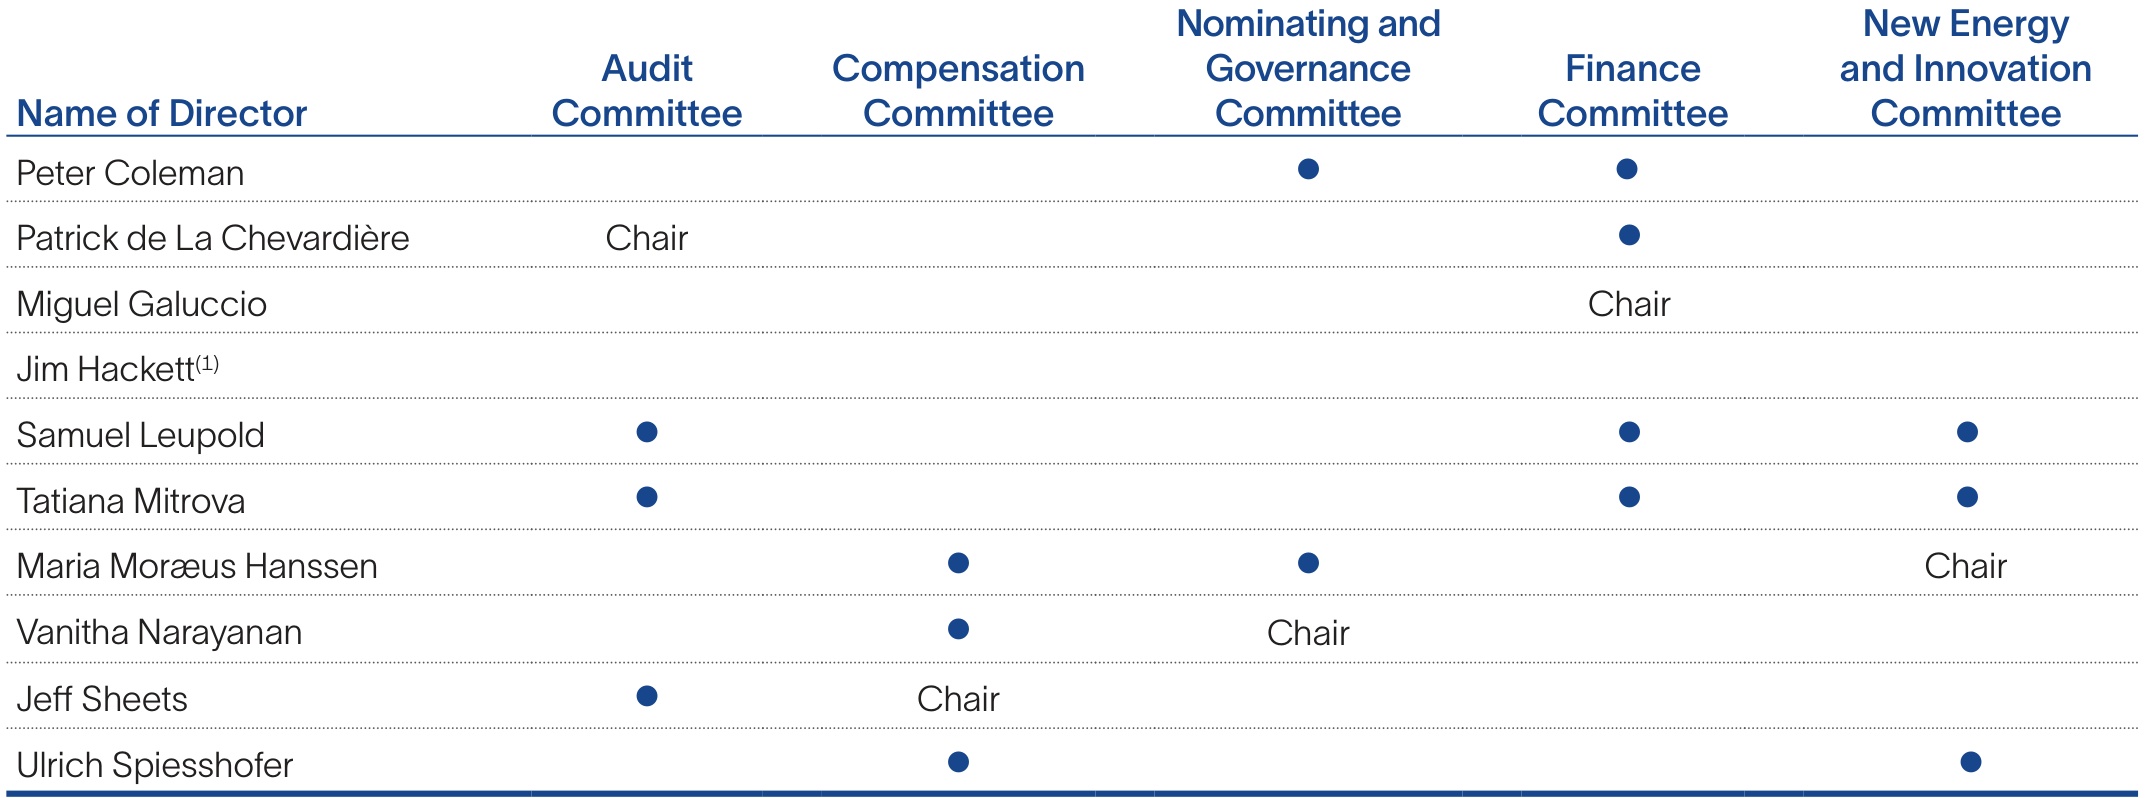 Name of Director
Audit
Committee
Compensation
Committee
Nominating and
Governance
Committee
Finance
Committee
New Energy
and Innovation
Committee
Peter Coleman ● ●
Patrick de La Chevardière Chair ●
Miguel Galuccio Chair
Jim Hackett(1)
Samuel Leupold ● ● ●
Tatiana Mitrova ● ● ●
Maria Moræus Hanssen ● ● Chair
Vanitha Narayanan ● Chair
Jeff Sheets ● Chair
Ulrich Spiesshofer ● ●